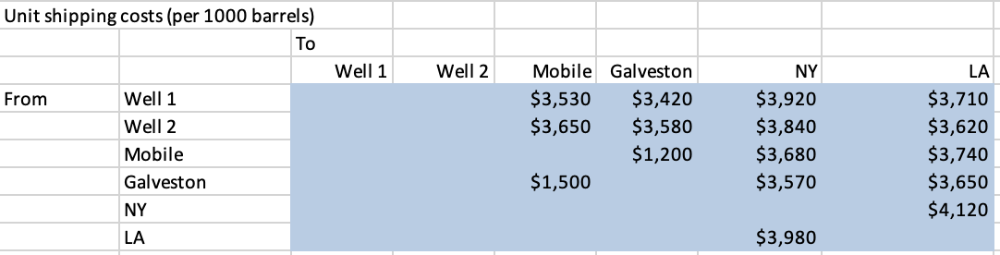 Unit shipping costs (per 1000 barrels)
To
Well 1 Well 2 Mobile Galveston NY LA
From Well 1 $3,530 $3,420 $3,920 $3,710
Well 2 $3,650 $3,580 $3,840 $3,620
Mobile $1,200 $3,680 $3,740
Galveston $1,500 $3,570 $3,650
NY $4,120
LA $3,980